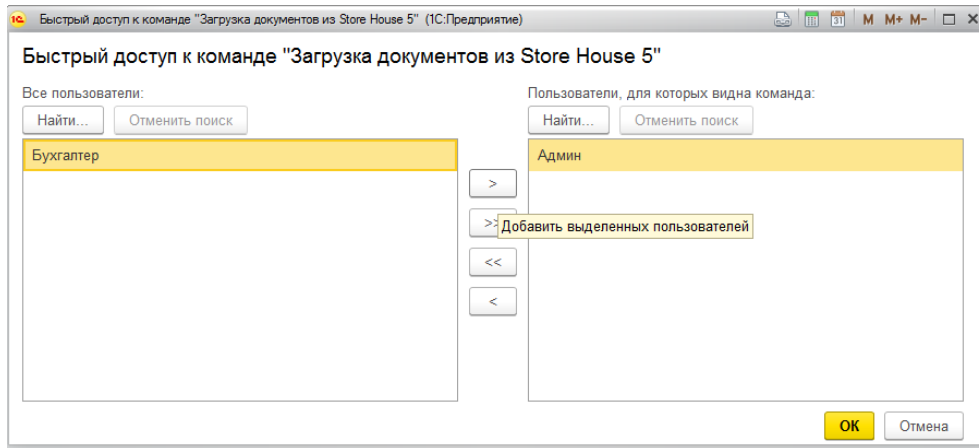 Быстрый доступ к команде "Загрузка документов из Store House 5" (1С:Предприятие)
31 M M+ M-
Быстрый доступ к команде "Загрузка документов из Store House 5"
Все пользователи:
Найти...
Отменить поиск
Бухгалтер
>
>>
<<
<
Добавить выделенных пользователей
Пользователи, для которых видна команда:
Найти...
Отменить поиск
Админ
ОК
Отмена